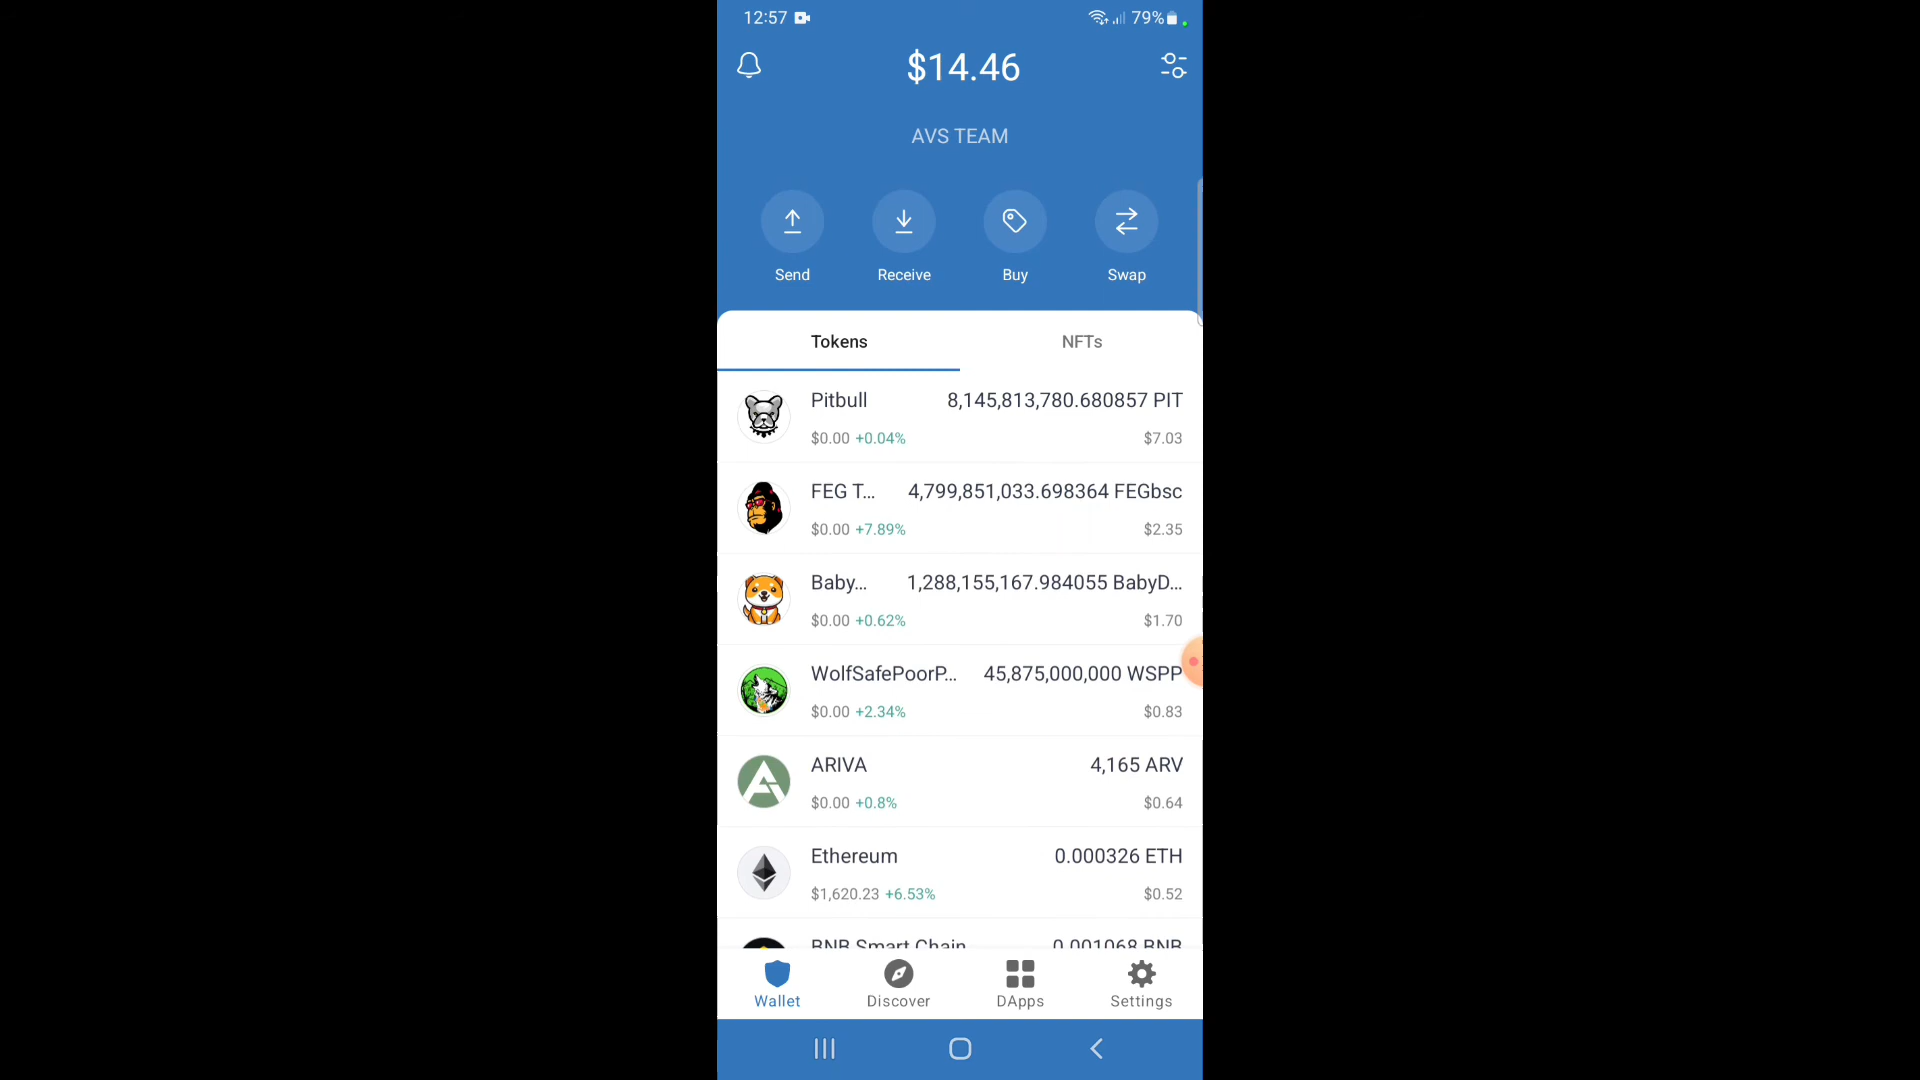 12:57 79%
$14.46
AVS TEAM
Send Receive Buy Swap
Tokens NFTs
Pitbull 8,145,813,780.680857 PIT
$0.00 +0.04% $7.03
FEG T... 4,799,851,033.698364 FEGbsc
$0.00 +7.89% $2.35
Baby... 1,288,155,167.984055 BabyD...
$0.00 +0.62% $1.70
WolfSafePoorP... 45,875,000,000 WSPP
$0.00 +2.34% $0.83
ARIVA 4,165 ARV
$0.00 +0.8% $0.64
Ethereum 0.000326 ETH
$1,620.23 +6.53% $0.52
BNB Smart Chain 0.001068 BNB
Wallet Discover DApps Settings